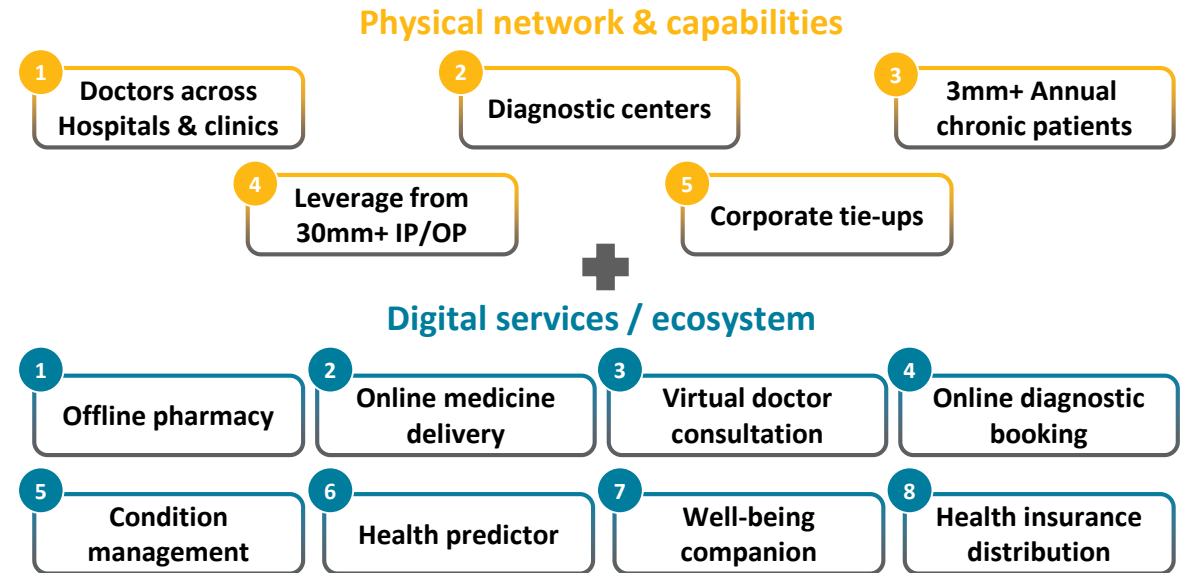 Physical network & capabilities
1
Doctors across
Hospitals & clinics
2
Diagnostic centers
3
3mm+ Annual
chronic patients
4
Leverage from
30mm+ IP/OP
5
Corporate tie-ups
Digital services / ecosystem
1
Offline pharmacy
2
Online medicine
delivery
3
Virtual doctor
consultation
4
Online diagnostic
booking
5
Condition
management
6
Health predictor
7
Well-being
companion
8
Health insurance
distribution